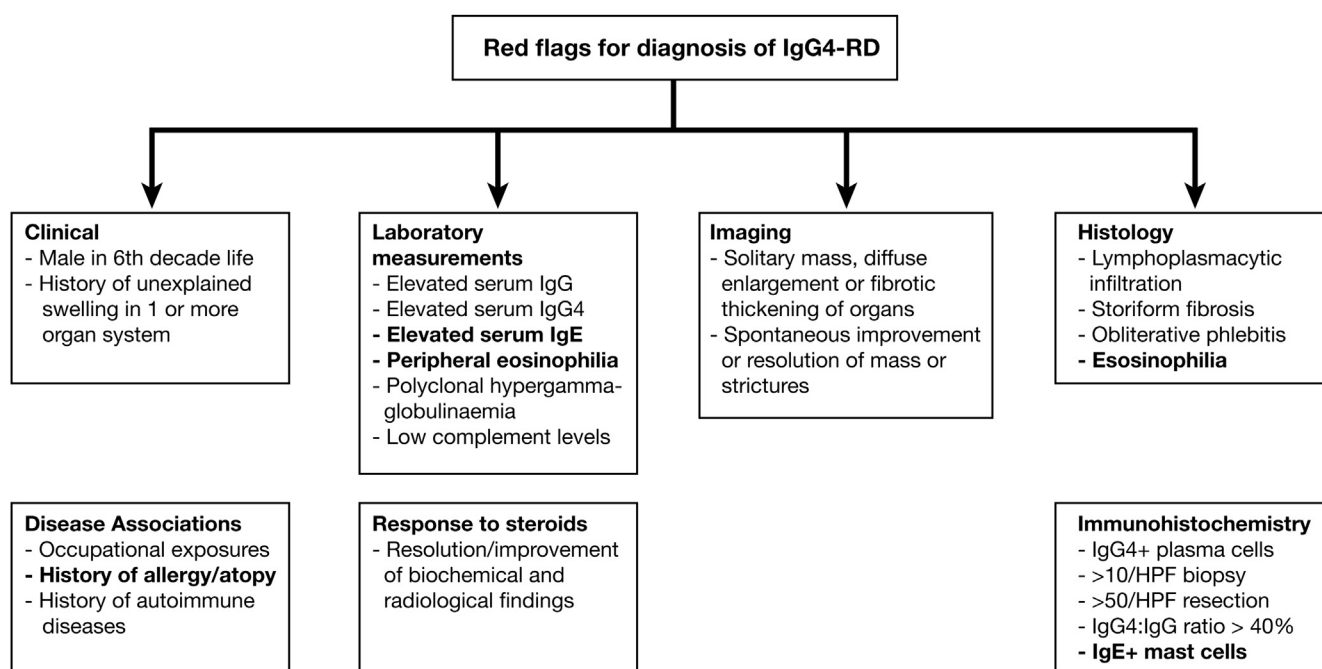 Red flags for diagnosis of IgG4-RD
Clinical
- Male in 6th decade life
- History of unexplained
swelling in 1 or more
organ system
Laboratory
measurements
- Elevated serum IgG
- Elevated serum IgG4
- Elevated serum IgE
- Peripheral eosinophilia
- Polyclonal hypergamma-
globulinaemia
- Low complement levels
Imaging
- Solitary mass, diffuse
enlargement or fibrotic
thickening of organs
- Spontaneous improvement
or resolution of mass or
strictures
Histology
- Lymphoplasmacytic
infiltration
- Storiform fibrosis
- Obliterative phlebitis
- Esosinophilia
Disease Associations
- Occupational exposures
- History of allergy/atopy
- History of autoimmune
diseases
Response to steroids
- Resolution/improvement
of biochemical and
radiological findings
Immunohistochemistry
- IgG4+ plasma cells
- >10/HPF biopsy
- >50/HPF resection
- IgG4:IgG ratio > 40%
- IgE+ mast cells